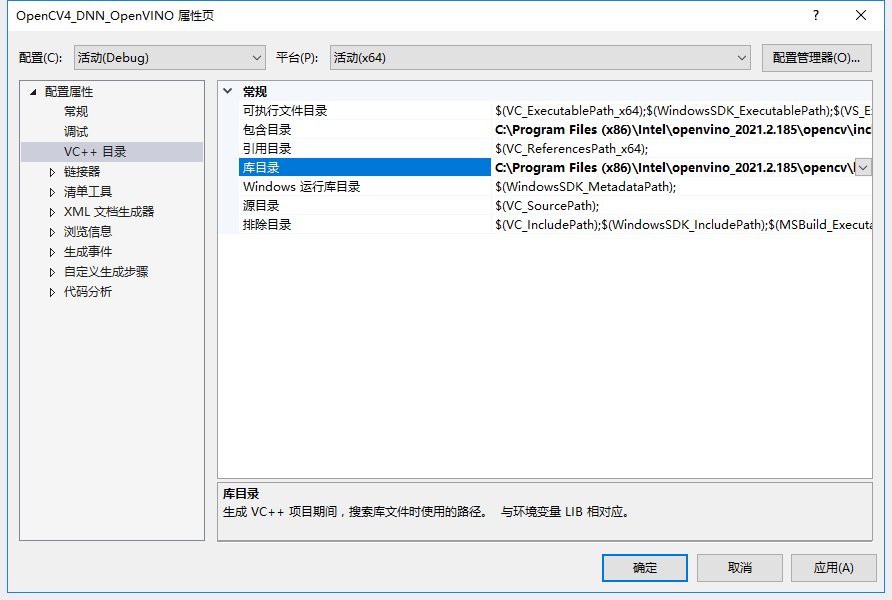 OpenCV4_DNN_OpenVINO 属性页
配置(C): 活动(Debug) 平台(P): 活动(x64) 配置管理器(O)...
配置属性
常规
调试
VC++ 目录
链接器
清单工具
XML 文档生成器
浏览信息
生成事件
自定义生成步骤
代码分析
常规
可执行文件目录 $(VC_ExecutablePath_x64);$(WindowsSDK_ExecutablePath);$(VS_E
包含目录 C:\Program Files (x86)\Intel\openvino_2021.2.185\opencv\inc
引用目录 $(VC_ReferencesPath_x64);
库目录 C:\Program Files (x86)\Intel\openvino_2021.2.185\opencv\l
Windows 运行库目录 $(WindowsSDK_MetadataPath);
源目录 $(VC_SourcePath);
排除目录 $(VC_IncludePath);$(WindowsSDK_IncludePath);$(MSBuild_Executa
库目录
生成 VC++ 项目期间，搜索库文件时使用的路径。 与环境变量 LIB 相对应。
确定 取消 应用(A)